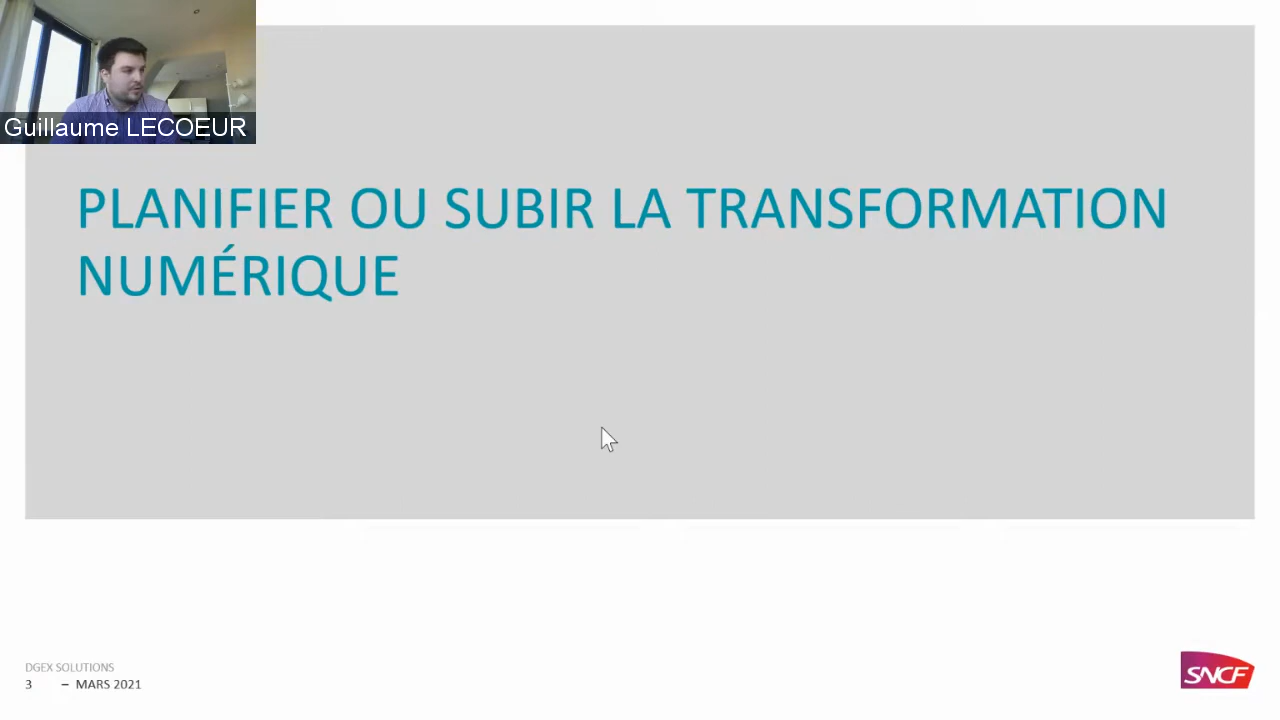 Guillaume LECOEUR
PLANIFIER OU SUBIR LA TRANSFORMATION
NUMÉRIQUE
DGEX SOLUTIONS
3 – MARS 2021
SNCF